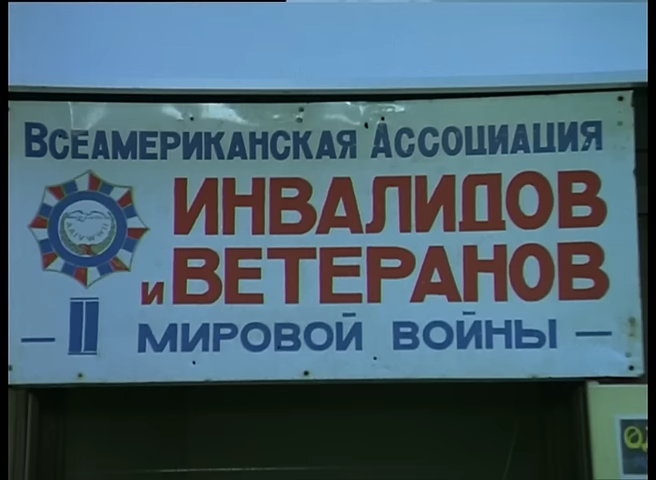 ВСЕАМЕРИКАНСКАЯ АССОЦИАЦИЯ
ИНВАЛИДОВ
и ВЕТЕРАНОВ
— II МИРОВОЙ ВОЙНЫ —